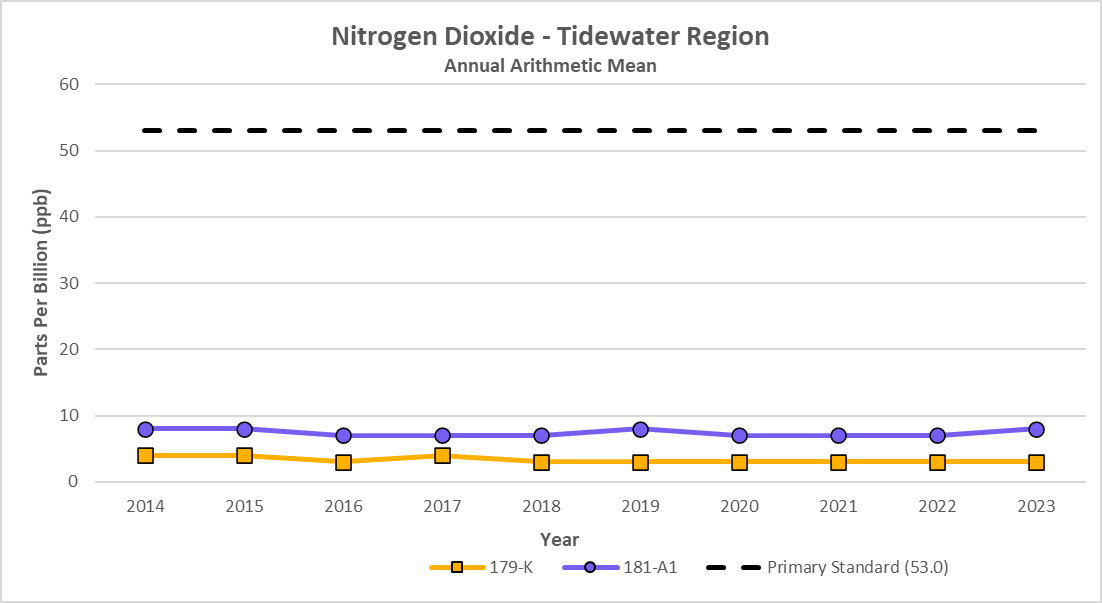 Nitrogen Dioxide - Tidewater Region
Annual Arithmetic Mean
60
50
40
30
20
10
0
Parts Per Billion (ppb)
2014 2015 2016 2017 2018 2019 2020 2021 2022 2023
Year
179-K 181-A1 Primary Standard (53.0)